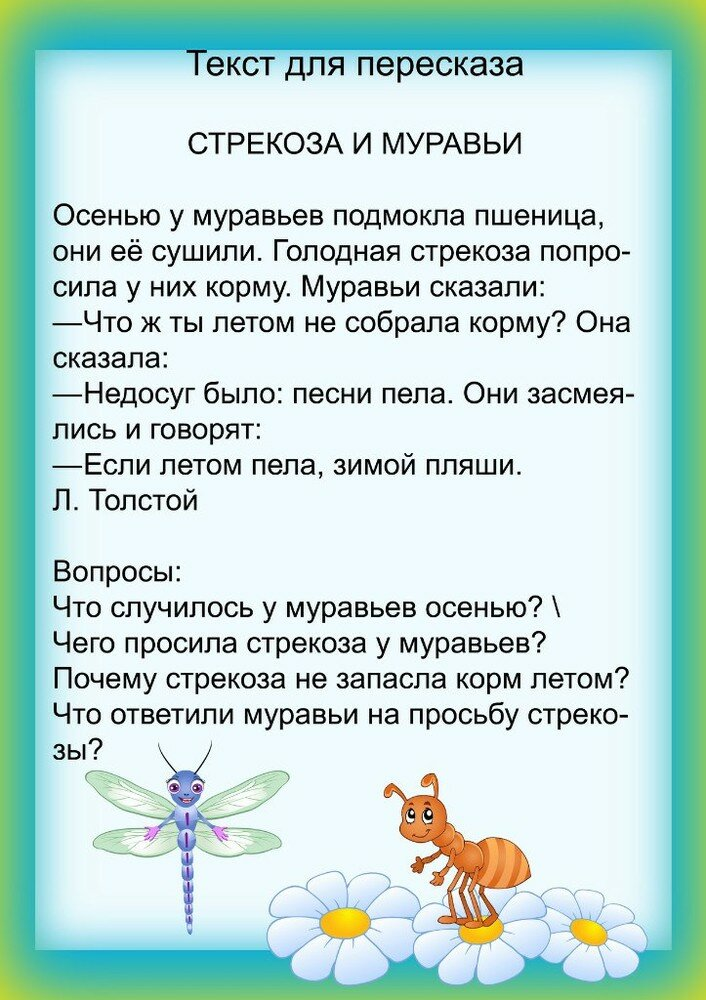 Текст для пересказа
СТРЕКОЗА И МУРАВЬИ
Осенью у муравьев подмокла пшеница,
они её сушили. Голодная стрекоза попро-
сила у них корму. Муравьи сказали:
—Что ж ты летом не собрала корму? Она
сказала:
—Недосуг было: песни пела. Они засмея-
лись и говорят:
—Если летом пела, зимой пляши.
Л. Толстой
Вопросы:
Что случилось у муравьев осенью? \
Чего просила стрекоза у муравьев?
Почему стрекоза не запасла корм летом?
Что ответили муравьи на просьбу стреко-
зы?